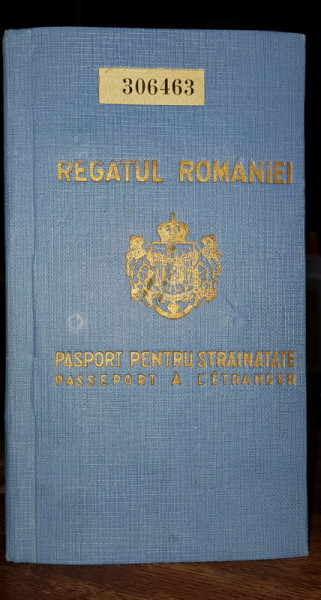 306463
REGATUL ROMANIEI
PASPORT PENTRU STRAINATATE
PASSEPORT À L'ÉTRANGER